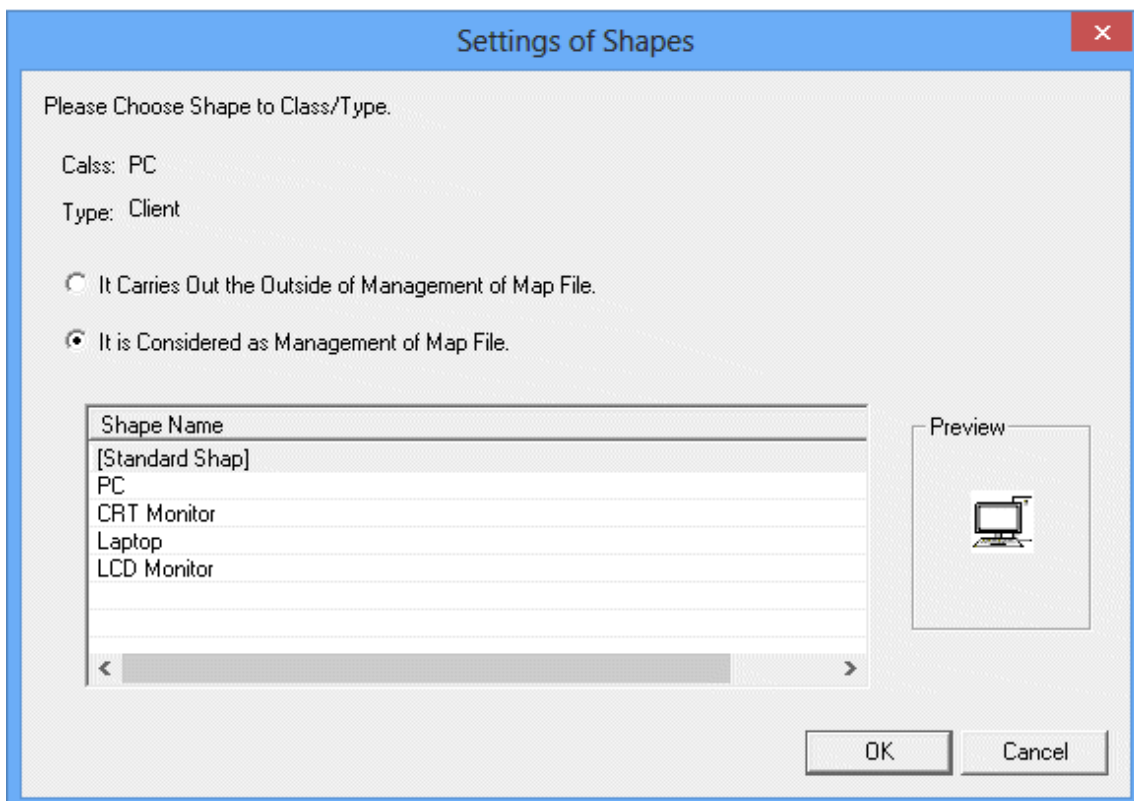 Settings of Shapes
Please Choose Shape to Class/Type.
Calss: PC
Type: Client
It Carries Out the Outside of Management of Map File.
It is Considered as Management of Map File.
Shape Name
Preview
[Standard Shap]
PC
CRT Monitor
Laptop
LCD Monitor
OK Cancel